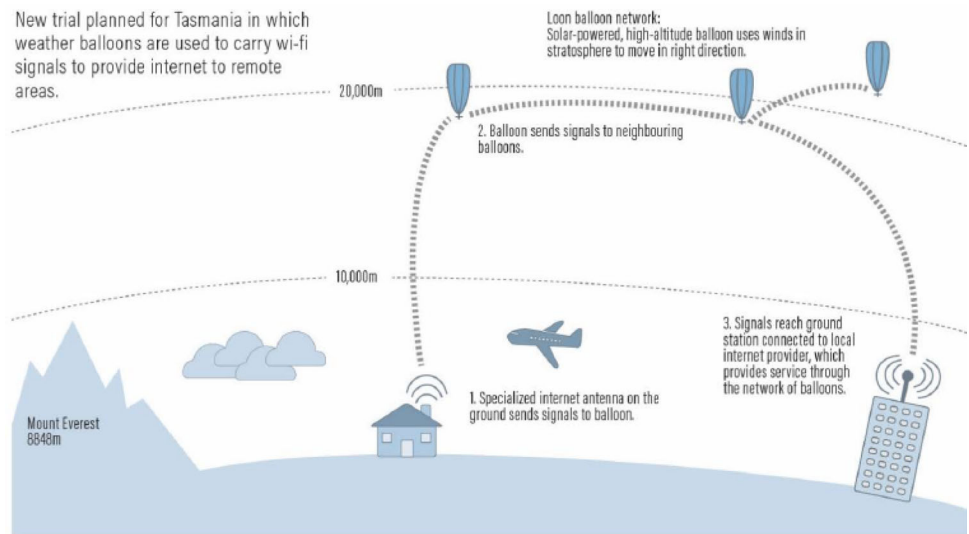 New trial planned for Tasmania in which
weather balloons are used to carry wi-fi
signals to provide internet to remote
areas.
Loon balloon network:
Solar-powered, high-altitude balloon uses winds in
stratosphere to move in right direction.
20,000m
2. Balloon sends signals to neighbouring
balloons.
10,000m
3. Signals reach ground
station connected to local
internet provider, which
provides service through
the network of balloons.
1. Specialized internet antenna on the
ground sends signals to balloon.
Mount Everest
8848m